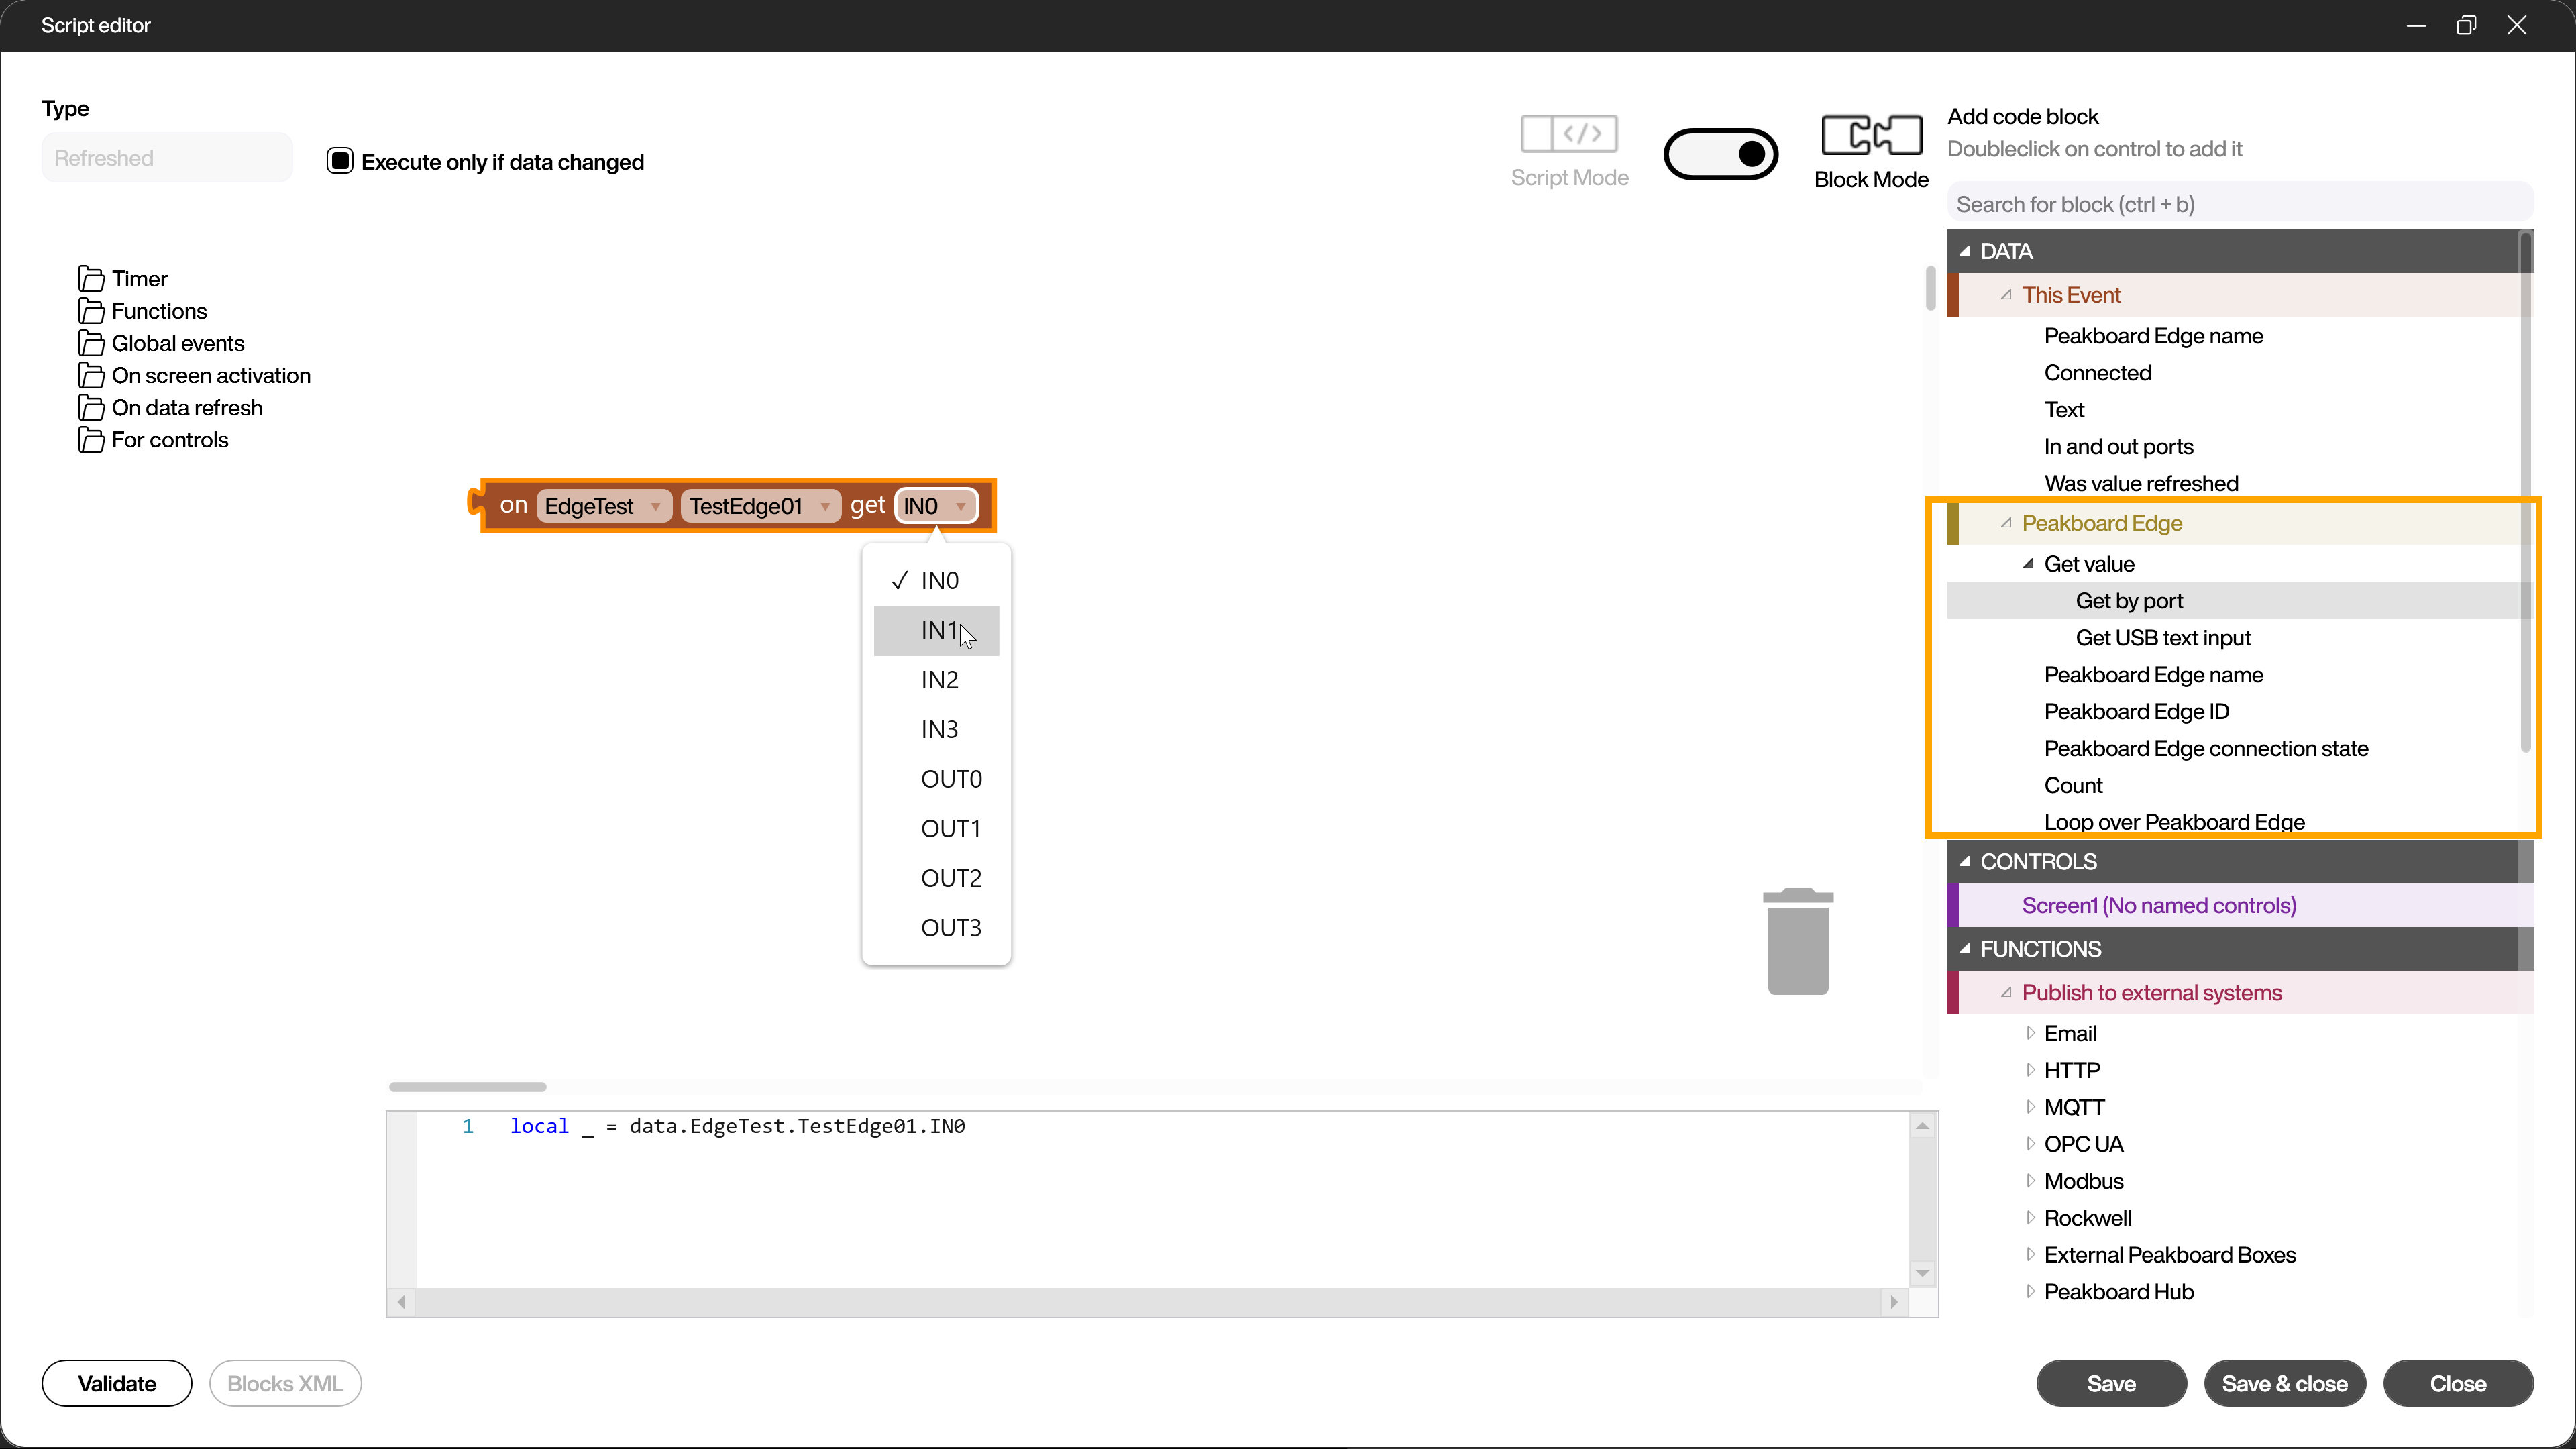 Script editor
Type
Refreshed
Execute only if data changed
Script Mode
Block Mode
Add code block
Doubleclick on control to add it
Search for block (ctrl + b)
Timer
Functions
Global events
On screen activation
On data refresh
For controls
on EdgeTest TestEdge01 get IN0
IN0
IN1
IN2
IN3
OUT0
OUT1
OUT2
OUT3
DATA
This Event
Peakboard Edge name
Connected
Text
In and out ports
Was value refreshed
Peakboard Edge
Get value
Get by port
Get USB text input
Peakboard Edge name
Peakboard Edge ID
Peakboard Edge connection state
Count
Loop over Peakboard Edge
CONTROLS
Screen1 (No named controls)
FUNCTIONS
Publish to external systems
Email
HTTP
MQTT
OPC UA
Modbus
Rockwell
External Peakboard Boxes
Peakboard Hub
1 local _ = data.EdgeTest.TestEdge01.IN0
Validate
Blocks XML
Save
Save & close
Close